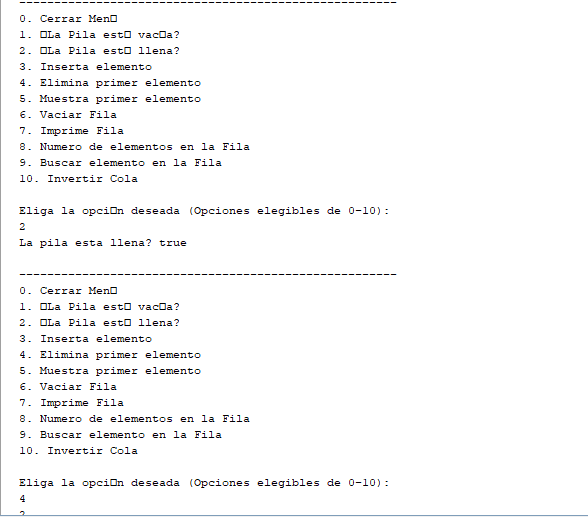 ------------------------------------------------------
0. Cerrar Men□
1. □La Pila est□ vac□a?
2. □La Pila est□ llena?
3. Inserta elemento
4. Elimina primer elemento
5. Muestra primer elemento
6. Vaciar Fila
7. Imprime Fila
8. Numero de elementos en la Fila
9. Buscar elemento en la Fila
10. Invertir Cola
Eliga la opci□n deseada (Opciones elegibles de 0-10):
2
La pila esta llena? true
------------------------------------------------------
0. Cerrar Men□
1. □La Pila est□ vac□a?
2. □La Pila est□ llena?
3. Inserta elemento
4. Elimina primer elemento
5. Muestra primer elemento
6. Vaciar Fila
7. Imprime Fila
8. Numero de elementos en la Fila
9. Buscar elemento en la Fila
10. Invertir Cola
Eliga la opci□n deseada (Opciones elegibles de 0-10):
4